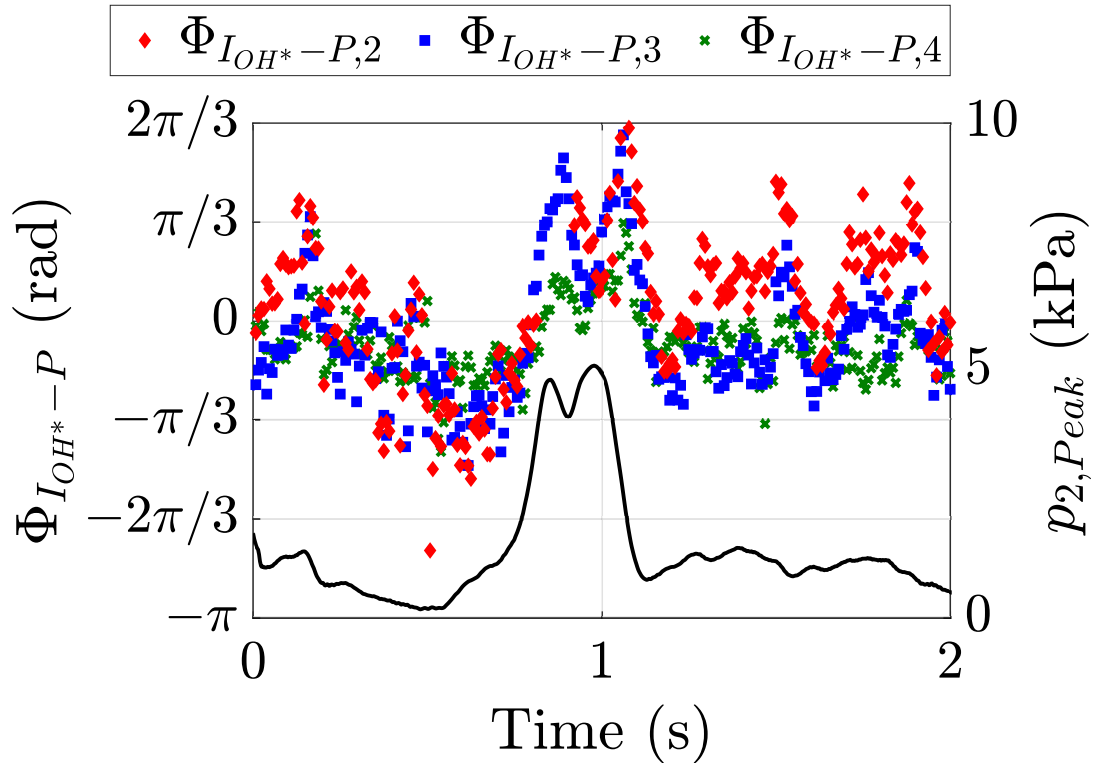 Φ_{I_{OH*}−P,2} Φ_{I_{OH*}−P,3} Φ_{I_{OH*}−P,4}
2π/3
π/3
0
−π/3
−2π/3
−π
Φ_{I_{OH*}−P} (rad)
10
5
0
p_{2,Peak} (kPa)
0 1 2
Time (s)